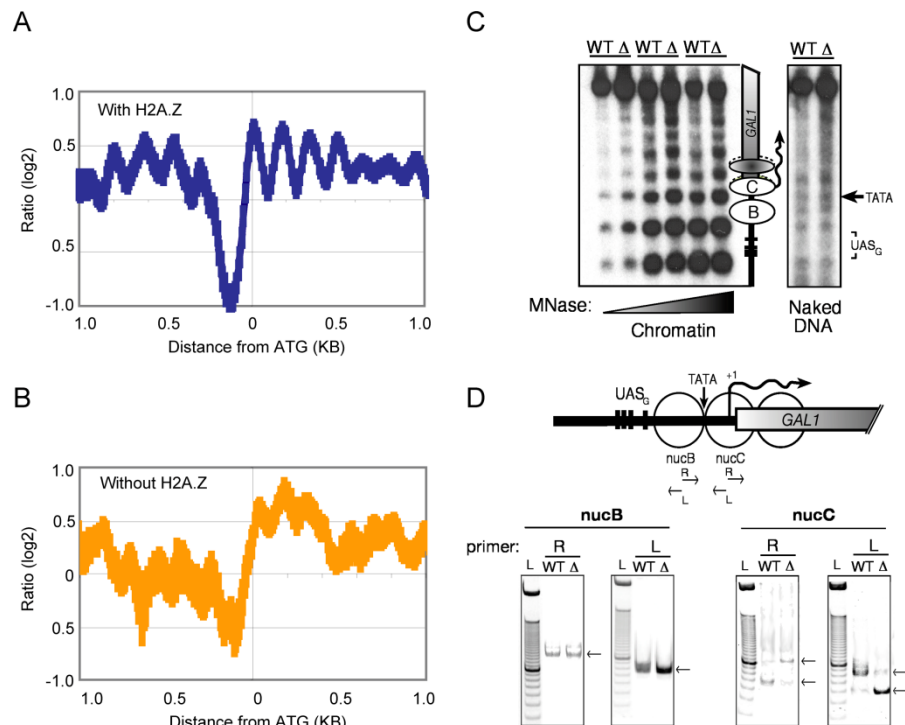 A
With H2A.Z
Ratio (log2)
1.0
0.5
0
0.5
-1.0
1.0 0.5 0 0.5 1.0
Distance from ATG (KB)
B
Without H2A.Z
Ratio (log2)
1.0
0.5
0
0.5
-1.0
1.0 0.5 0 0.5 1.0
Distance from ATG (KB)
C
WT Δ WT Δ WTΔ
WT Δ
GAL1
C
B
TATA
UASG
MNase:
Chromatin
Naked
DNA
D
UASG
TATA
+1
GAL1
nucB nucC
R R
L L
nucB nucC
primer: R L R L
L WT Δ L WT Δ L WT Δ L WT Δ